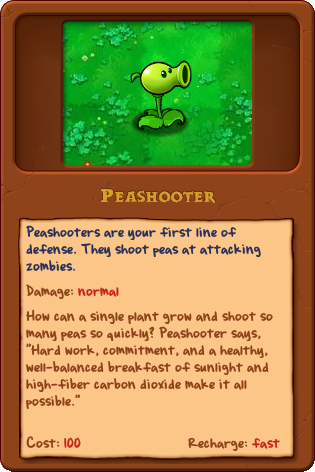 PEASHOOTER
Peashooters are your first line of
defense. They shoot peas at attacking
zombies.
Damage: normal
How can a single plant grow and shoot so
many peas so quickly? Peashooter says,
"Hard work, commitment, and a healthy,
well-balanced breakfast of sunlight and
high-fiber carbon dioxide make it all
possible."
Cost: 100 Recharge: fast